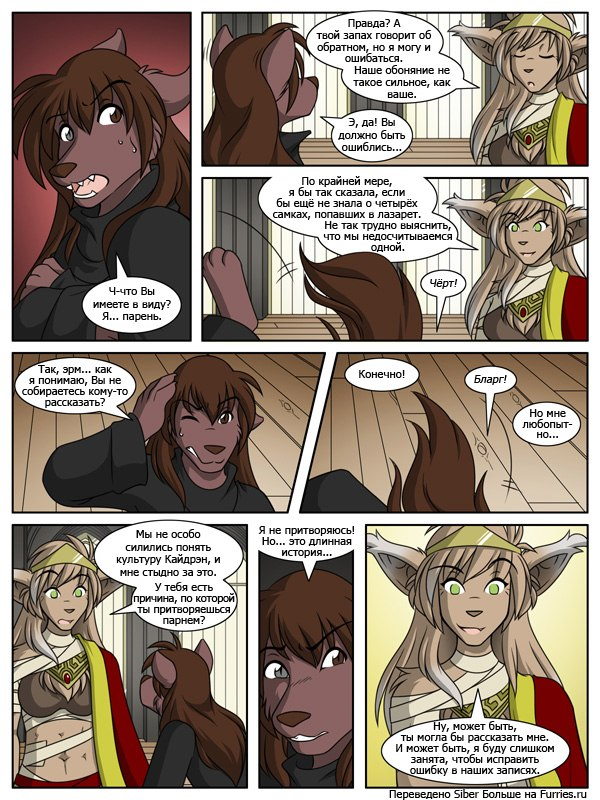 Ч-что Вы
имеете в виду?
Я... парень.
Правда? А
твой запах говорит об
обратном, но я могу и
ошибаться.
Наше обоняние не
такое сильное, как
ваше.
Э, да! Вы
должно быть
ошиблись...
По крайней мере,
я бы так сказала, если
бы ещё не знала о четырёх
самках, попавших в лазарет.
Не так трудно выяснить,
что мы недосчитываемся
одной.
Чёрт!
Так, эрм... как
я понимаю, Вы не
собираетесь кому-то
рассказать?
Конечно!
Бларг!
Но мне
любопыт-
но...
Мы не особо
силились понять
культуру Кайдрэн, и
мне стыдно за это.
У тебя есть
причина, по которой
ты притворяешься
парнем?
Я не притворяюсь!
Но... это длинная
история...
Ну, может быть,
ты могла бы рассказать мне.
И может быть, я буду слишком
занята, чтобы исправить
ошибку в наших записях.
Переведено Siber Больше на Furries.ru